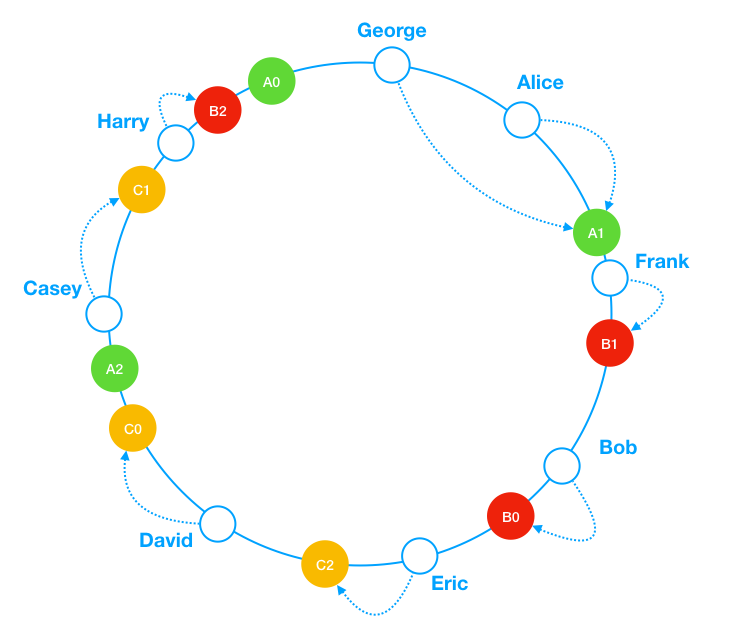 George
Alice
A0
B2
Harry
C1
A1
Frank
Casey
B1
A2
C0
Bob
B0
David
C2
Eric